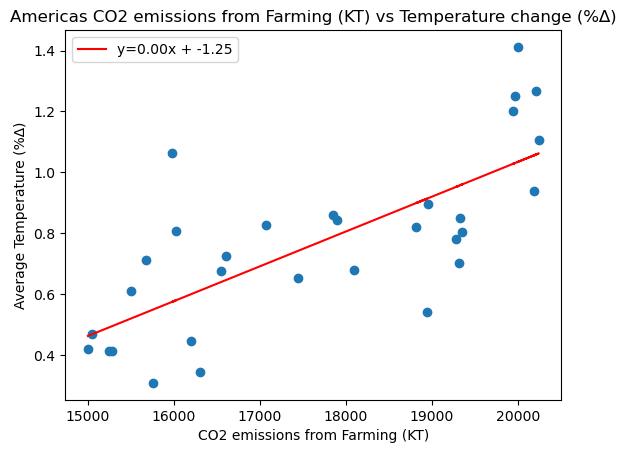 Americas CO2 emissions from Farming (KT) vs Temperature change (%Δ)
y=0.00x + -1.25
1.4
1.2
1.0
0.8
0.6
0.4
Average Temperature (%Δ)
15000 16000 17000 18000 19000 20000
CO2 emissions from Farming (KT)